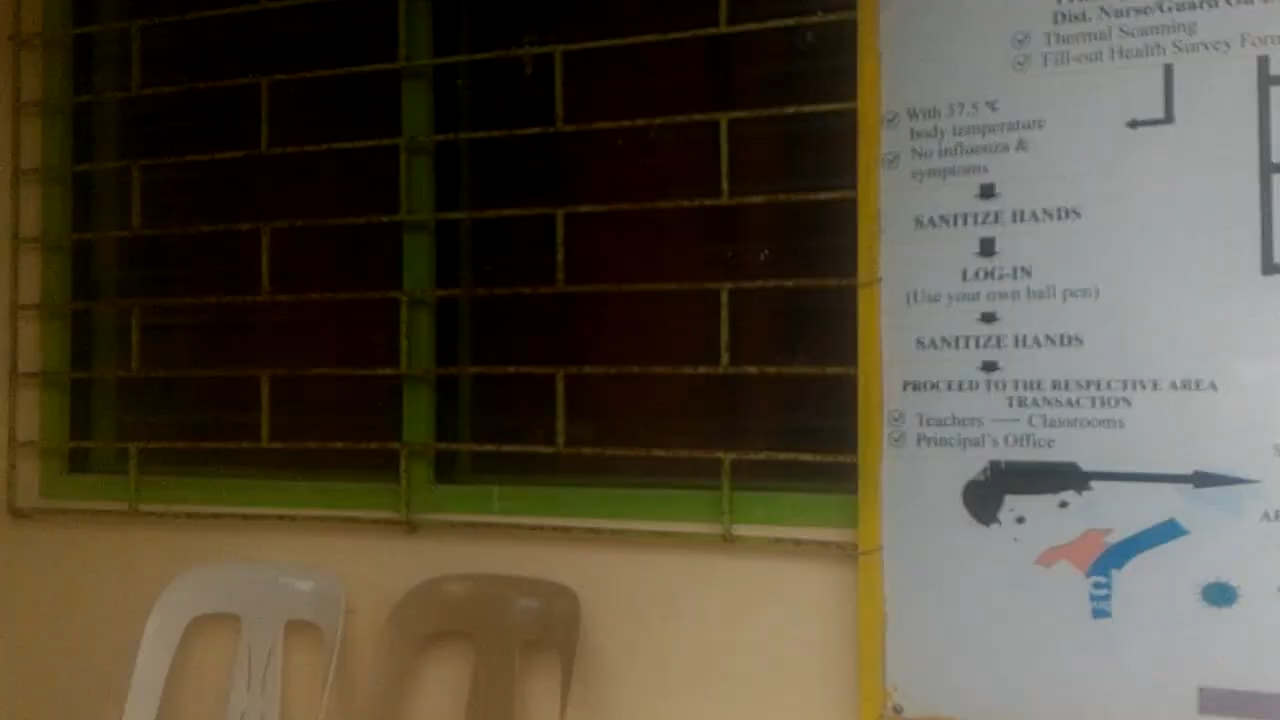 Dist. Nurse/Guard On
Thermal Scanning
Fill-out Health Survey Form
With 37.5 ℃
body temperature
No influenza &
symptoms
SANITIZE HANDS
LOG-IN
(Use your own ball pen)
SANITIZE HANDS
PROCEED TO THE RESPECTIVE AREA
TRANSACTION
Teachers — Classrooms
Principal's Office